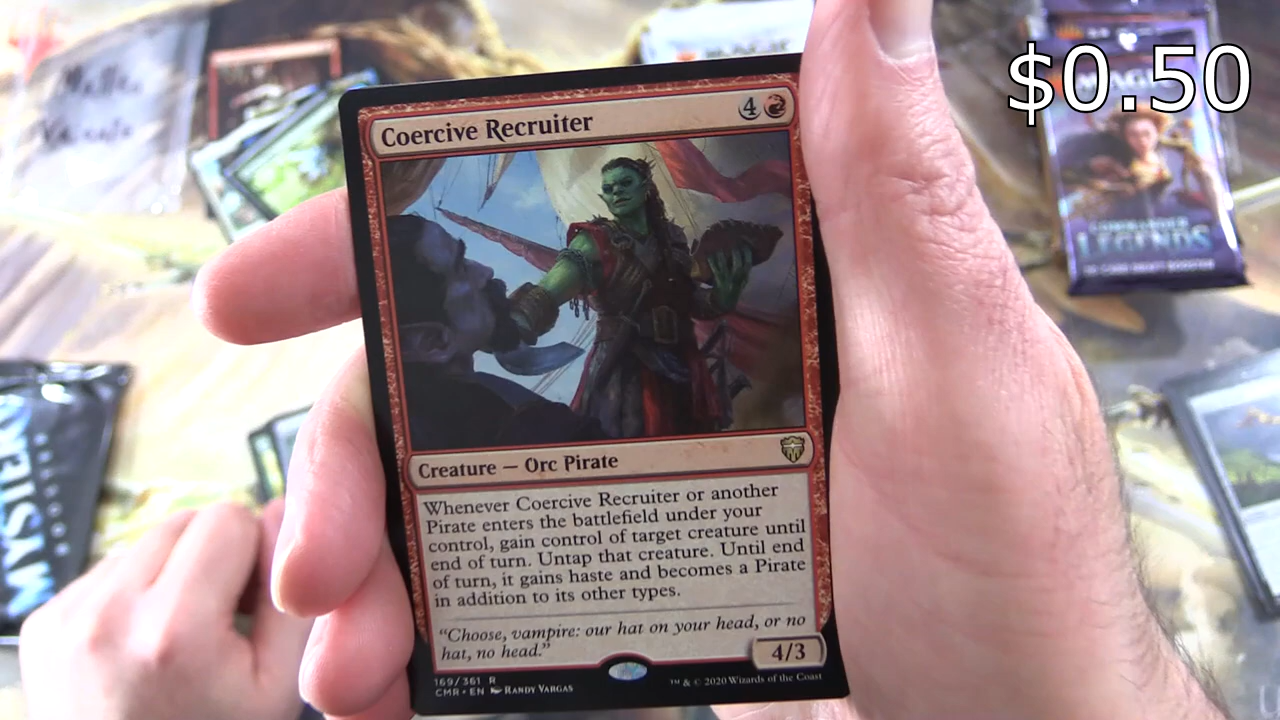 $0.50
MAGIC
COMMANDER
LEGENDS
Coercive Recruiter
4
Creature — Orc Pirate
Whenever Coercive Recruiter or another
Pirate enters the battlefield under your
control, gain control of target creature until
end of turn. Untap that creature. Until end
of turn, it gains haste and becomes a Pirate
in addition to its other types.
“Choose, vampire: our hat on your head, or no
hat, no head.”
4/3
169/361 R
CMR • EN RANDY VARGAS
™ & © 2020 Wizards of the Coast